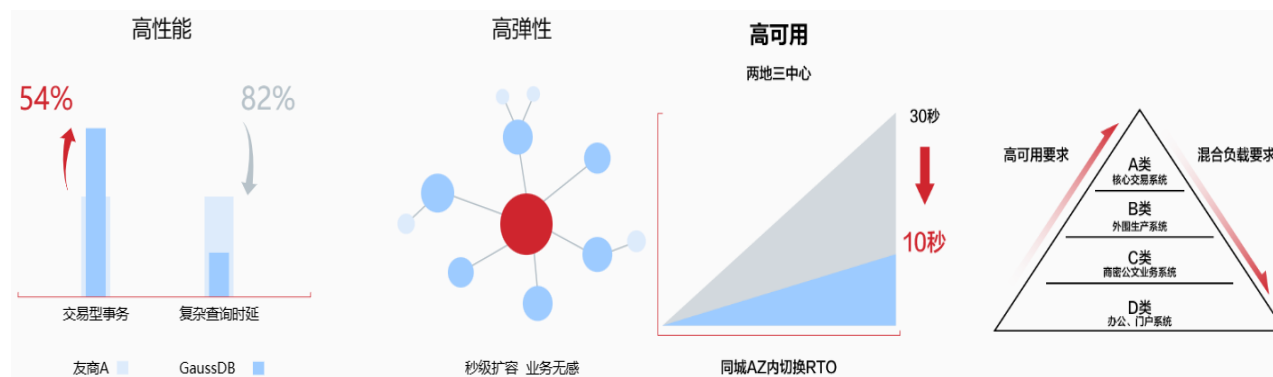 高性能
54%
82%
交易型事务
复杂查询时延
友商A
GaussDB
高弹性
秒级扩容 业务无感
高可用
两地三中心
30秒
10秒
同城AZ内切换RTO
高可用要求
混合负载要求
A类
核心交易系统
B类
外围生产系统
C类
商密公文业务系统
D类
办公、门户系统